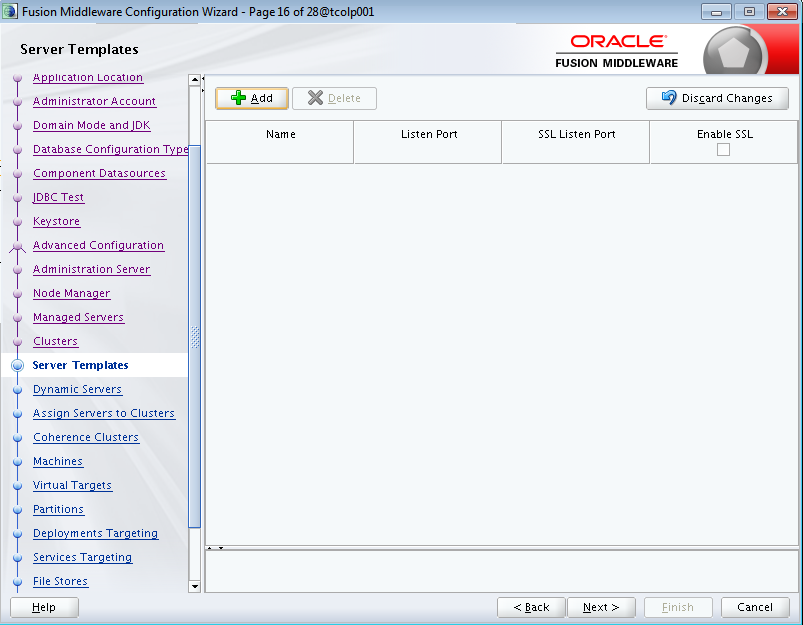 Fusion Middleware Configuration Wizard - Page 16 of 28@tcolp001
Server Templates
ORACLE
FUSION MIDDLEWARE
Application Location
Administrator Account
Domain Mode and JDK
Database Configuration Type
Component Datasources
JDBC Test
Keystore
Advanced Configuration
Administration Server
Node Manager
Managed Servers
Clusters
Server Templates
Dynamic Servers
Assign Servers to Clusters
Coherence Clusters
Machines
Virtual Targets
Partitions
Deployments Targeting
Services Targeting
File Stores
Add Delete Discard Changes
Name Listen Port SSL Listen Port Enable SSL
Help < Back Next > Finish Cancel